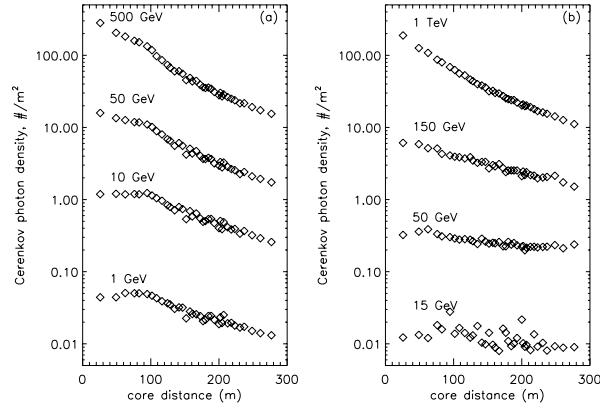 500 GeV
(a)
100.00
50 GeV
10.00
10 GeV
1.00
0.10
1 GeV
0.01
0 100 200 300
core distance (m)
Cerenkov photon density, #/m²
1 TeV
(b)
100.00
150 GeV
10.00
1.00
50 GeV
0.10
15 GeV
0.01
0 100 200 300
core distance (m)
Cerenkov photon density, #/m²